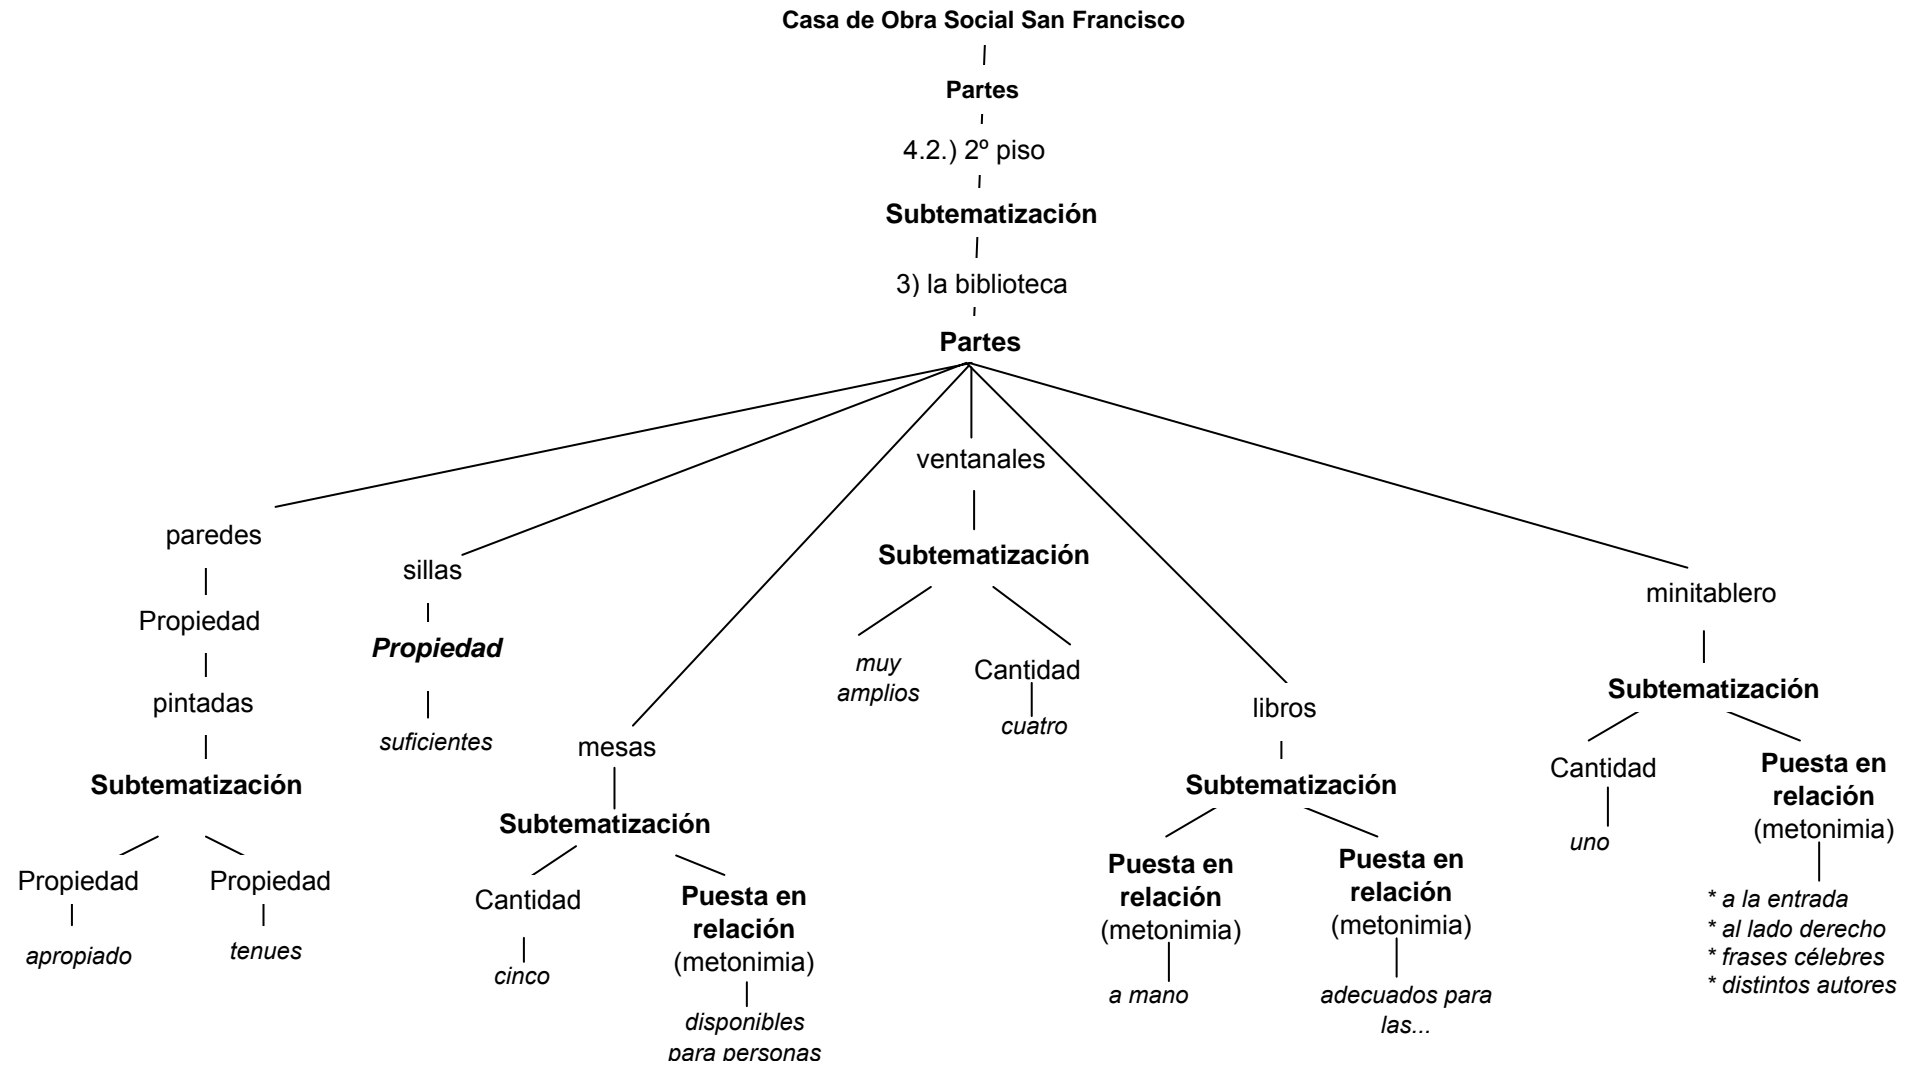 Casa de Obra Social San Francisco
Partes
4.2.) 2º piso
Subtematización
3) la biblioteca
Partes
paredes
Propiedad
pintadas
Subtematización
Propiedad
apropiado
Propiedad
tenues
sillas
Propiedad
suficientes
mesas
Subtematización
Cantidad
cinco
Puesta en
relación
(metonimia)
disponibles
para personas
ventanales
Subtematización
muy
amplios
Cantidad
cuatro
libros
Subtematización
Puesta en
relación
(metonimia)
a mano
Puesta en
relación
(metonimia)
adecuados para
las...
minitablero
Subtematización
Cantidad
uno
Puesta en
relación
(metonimia)
* a la entrada
* al lado derecho
* frases célebres
* distintos autores